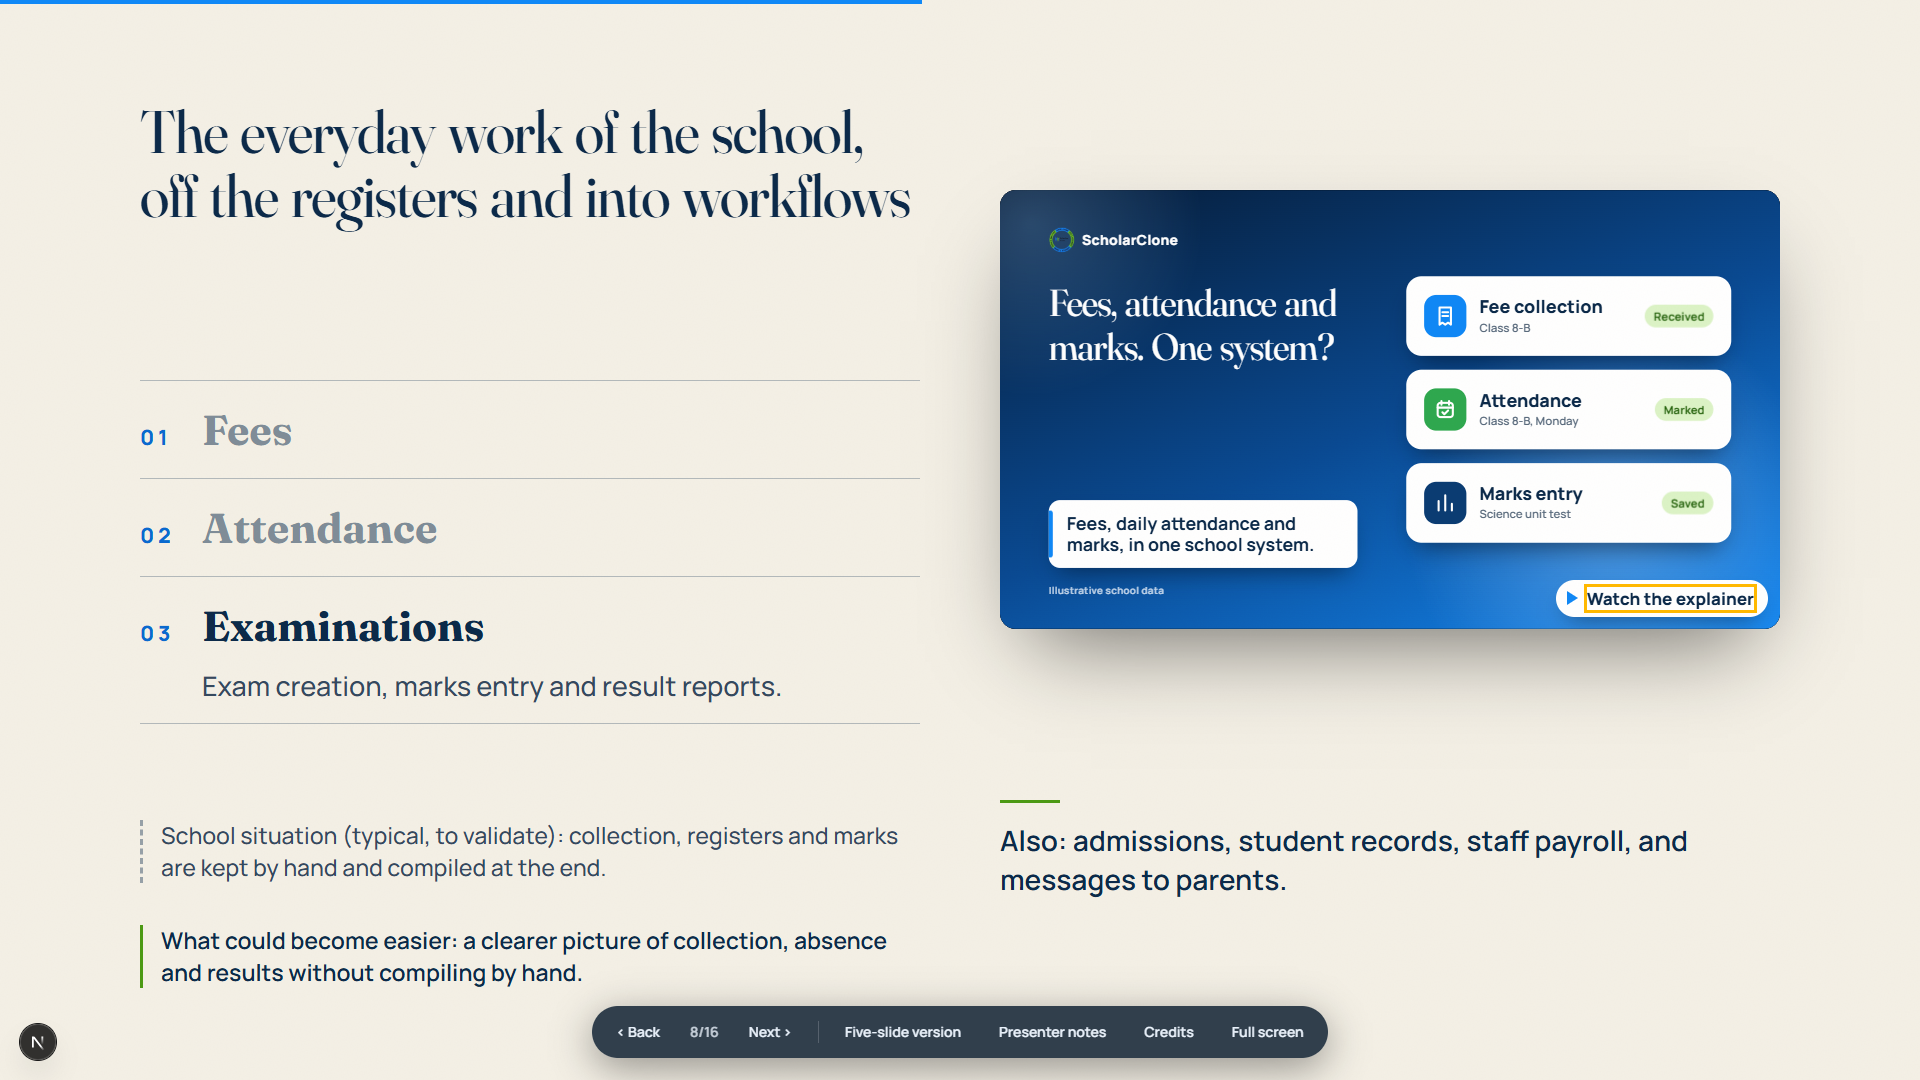 The everyday work of the school,
off the registers and into workflows
01 Fees
02 Attendance
03 Examinations
Exam creation, marks entry and result reports.
School situation (typical, to validate): collection, registers and marks
are kept by hand and compiled at the end.
What could become easier: a clearer picture of collection, absence
and results without compiling by hand.
ScholarClone
Fees, attendance and
marks. One system?
Fees, daily attendance and
marks, in one school system.
Illustrative school data
Fee collection
Class 8-B
Received
Attendance
Class 8-B, Monday
Marked
Marks entry
Science unit test
Saved
Watch the explainer
Also: admissions, student records, staff payroll, and
messages to parents.
N
‹ Back 8/16 Next › Five-slide version Presenter notes Credits Full screen